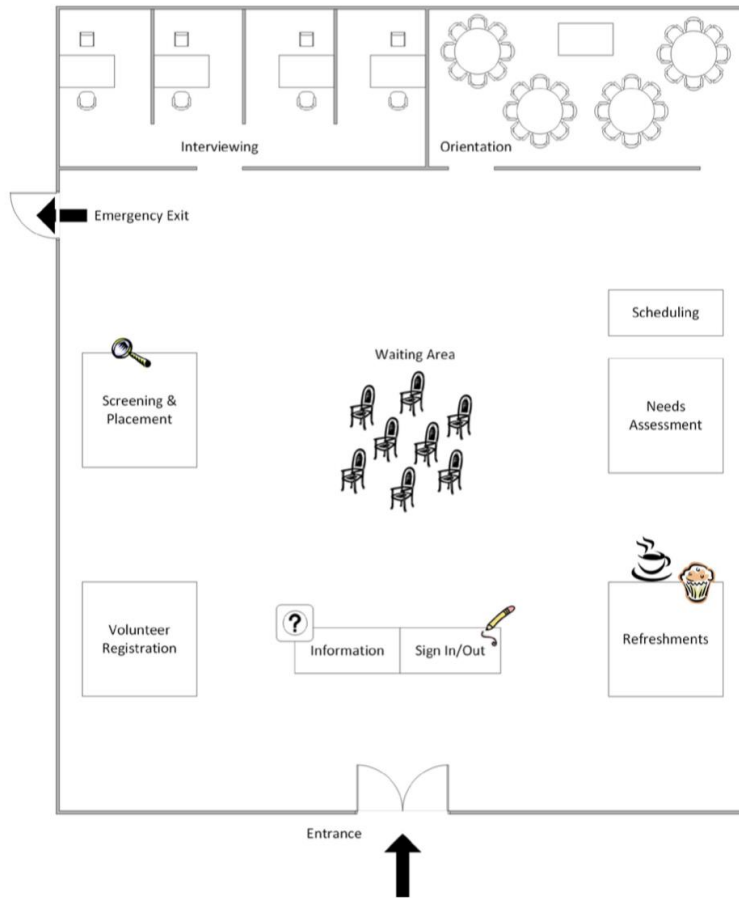 Interviewing
Orientation
Emergency Exit
Scheduling
Waiting Area
Screening &
Placement
Needs
Assessment
Volunteer
Registration
?
Information
Sign In/Out
Refreshments
Entrance